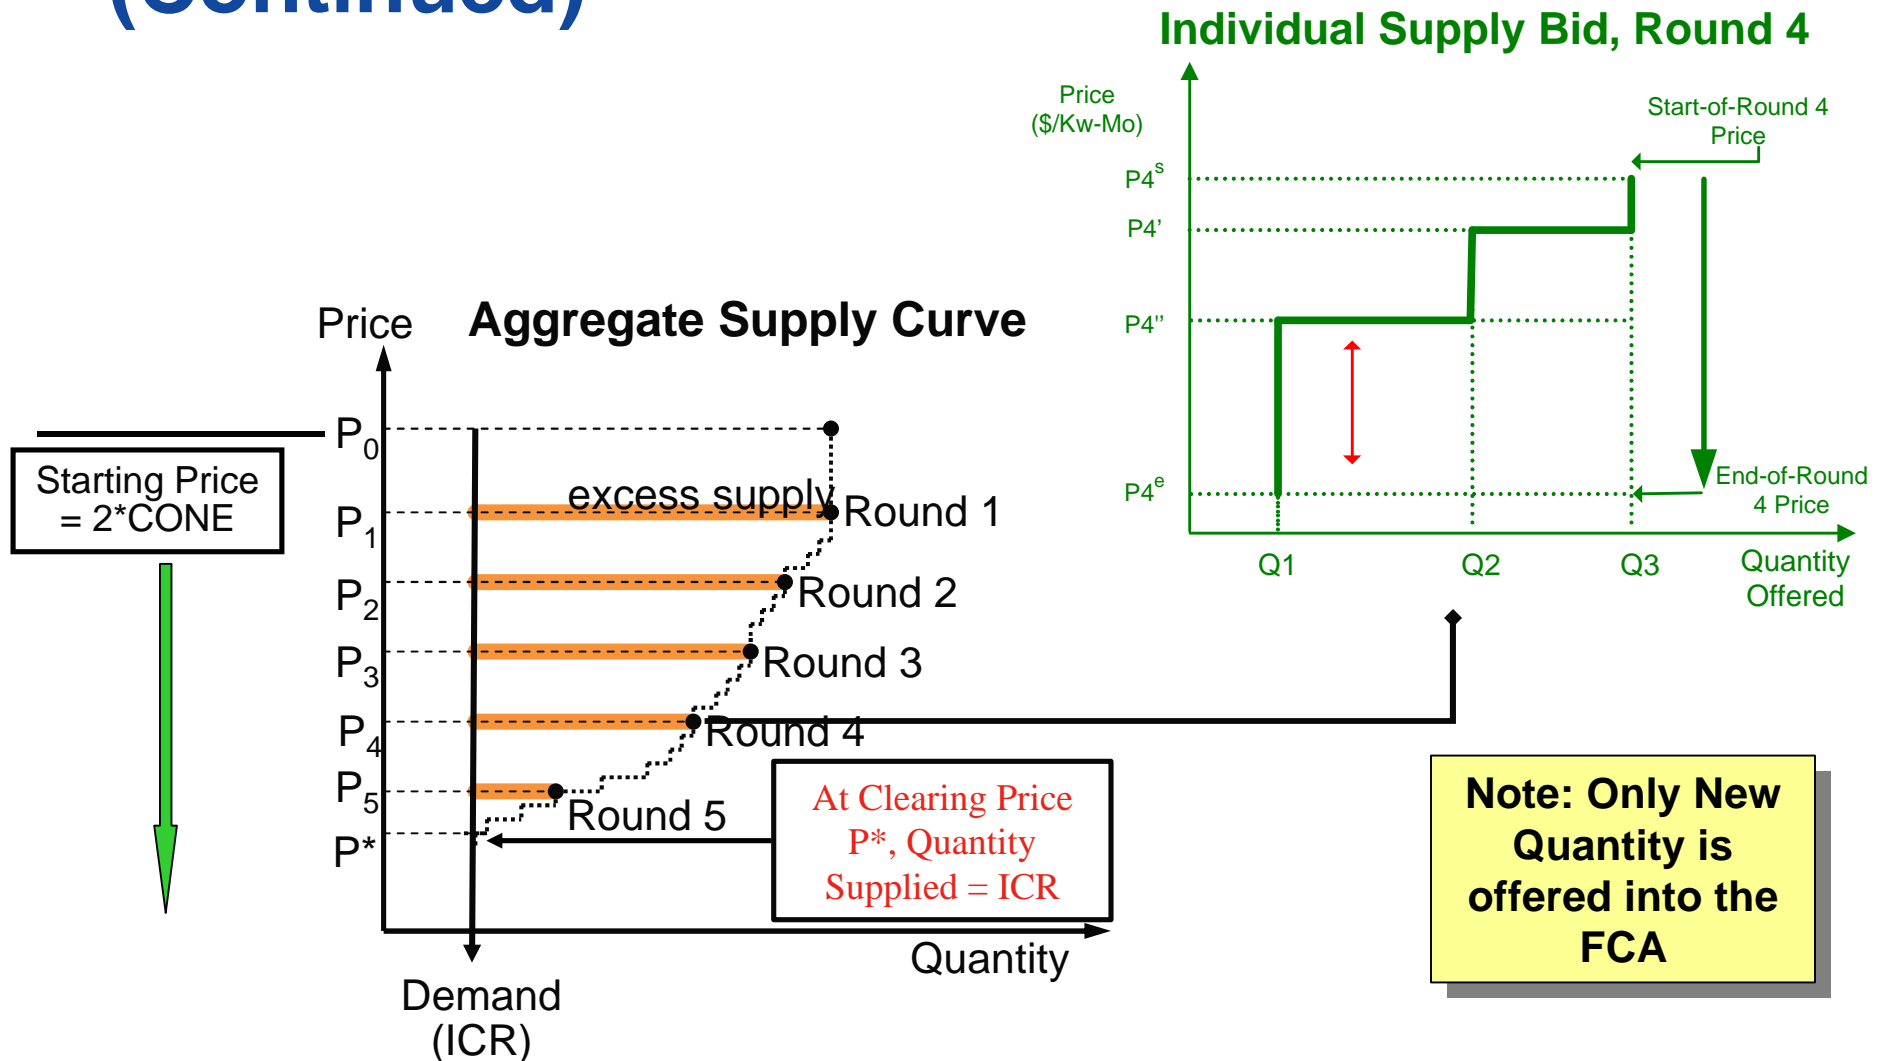 (Continued)
Individual Supply Bid, Round 4
Price
($/Kw-Mo)
Start-of-Round 4
Price
P4s
P4’
P4’’
P4e
End-of-Round
4 Price
Q1
Q2
Q3
Quantity
Offered
Price
Aggregate Supply Curve
P0
Starting Price
= 2*CONE
excess supply
P1
Round 1
P2
Round 2
P3
Round 3
P4
Round 4
P5
Round 5
P*
At Clearing Price
P*, Quantity
Supplied = ICR
Quantity
Demand
(ICR)
Note: Only New
Quantity is
offered into the
FCA